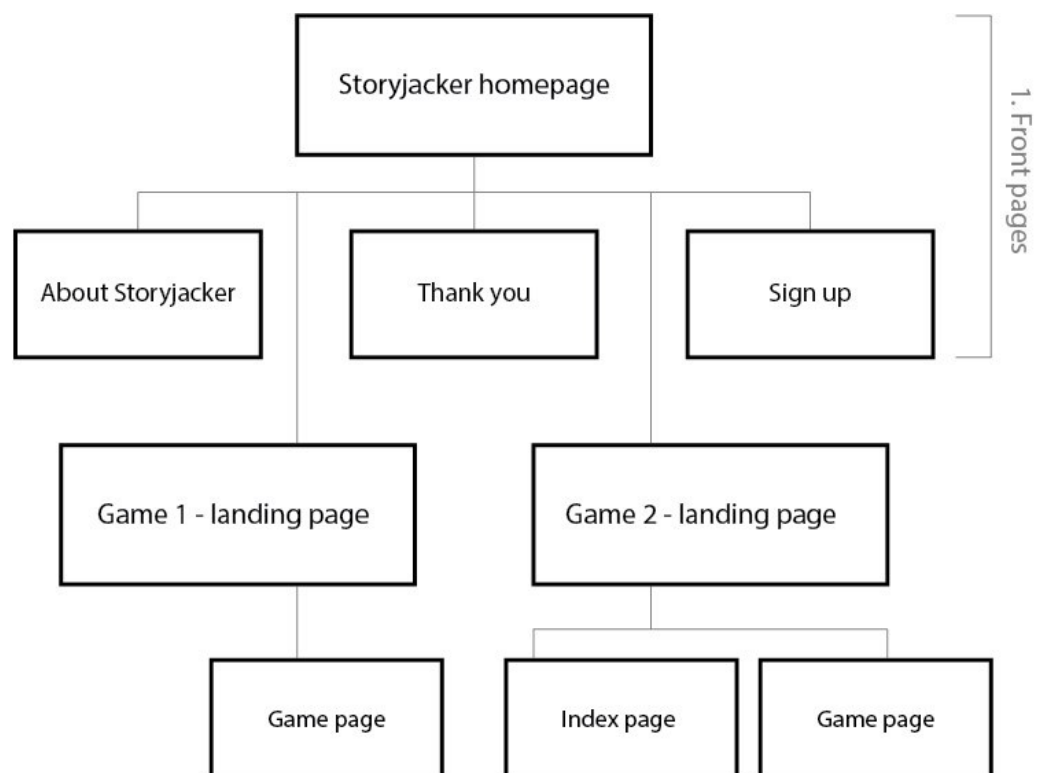 Storyjacker homepage
1. Front pages
About Storyjacker
Thank you
Sign up
Game 1 - landing page
Game 2 - landing page
Game page
Index page
Game page